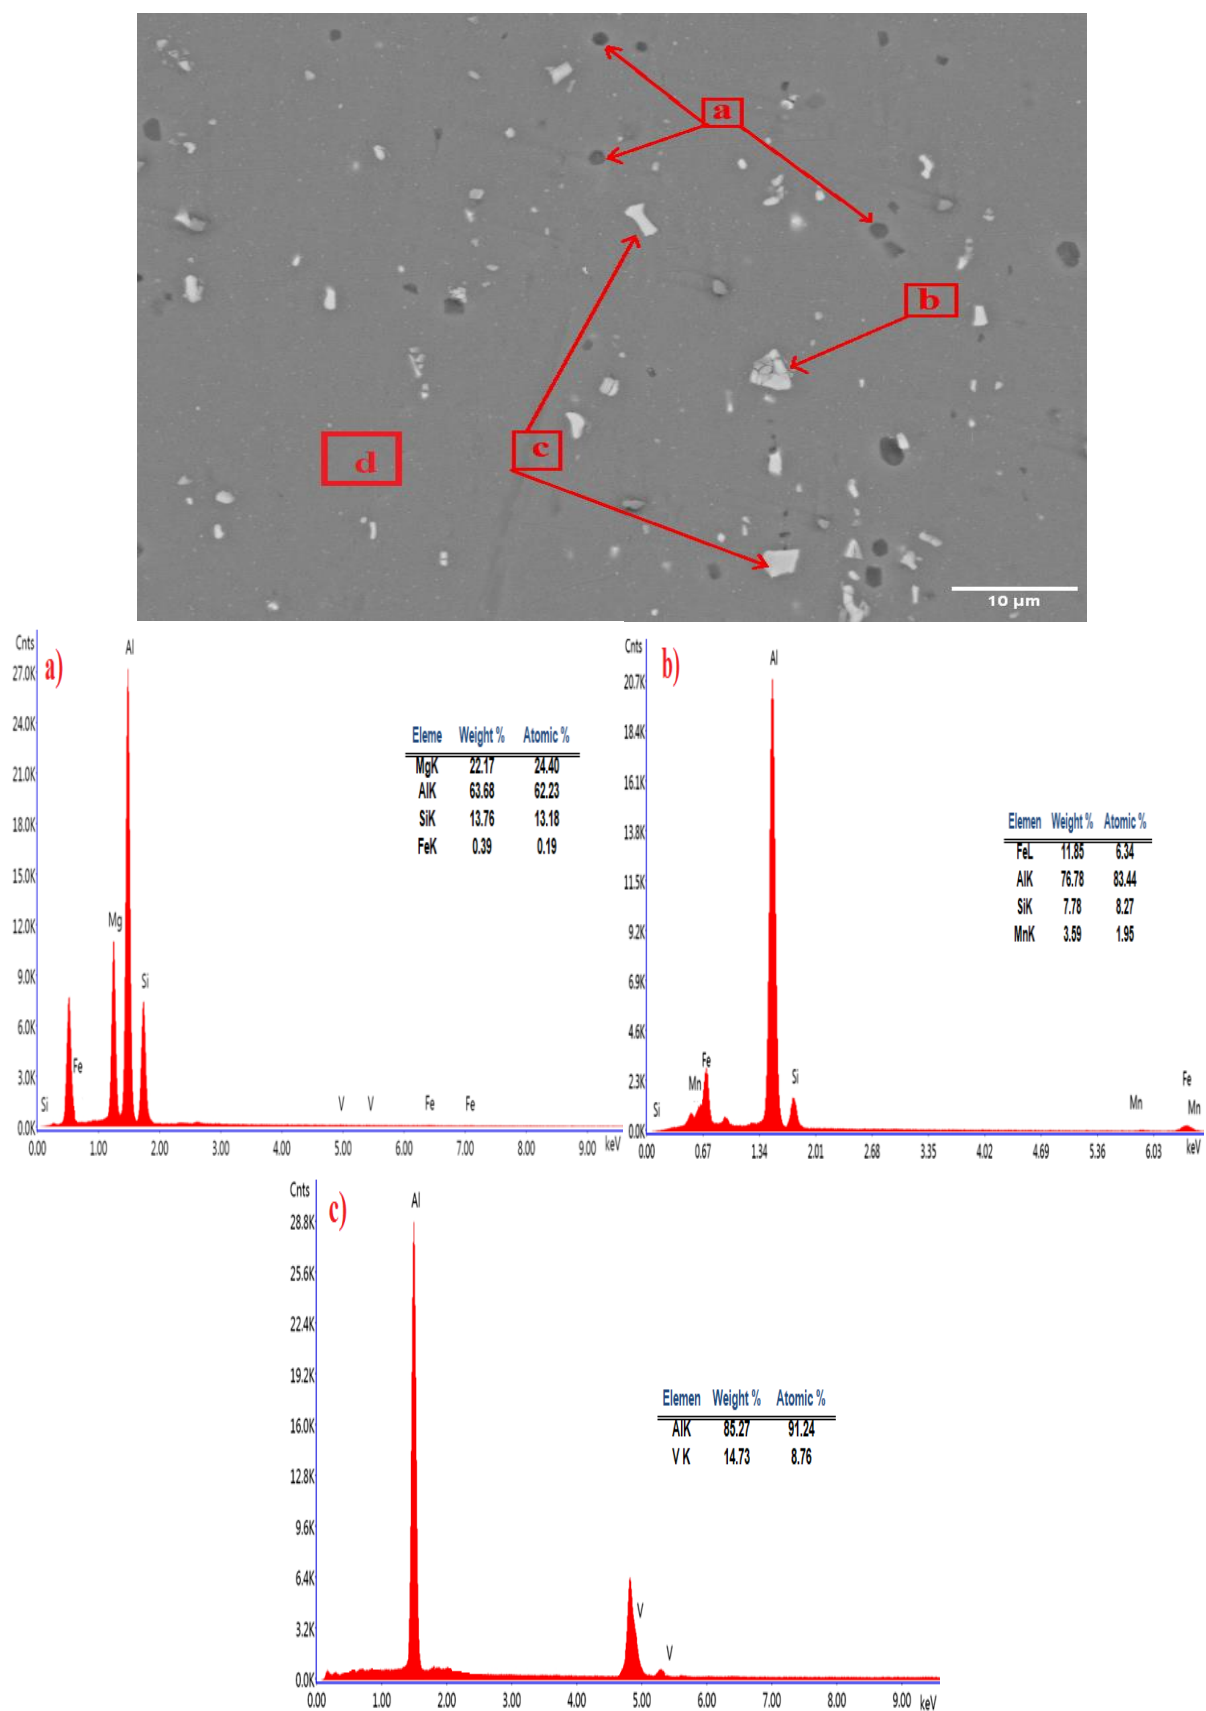 a
b
c
d
10 µm
a)
Cnts
27.0K
24.0K
21.0K
18.0K
15.0K
12.0K
9.0K
6.0K
3.0K
0.0K
Al
Mg
Si
Fe
Si
V V Fe Fe
0.00 1.00 2.00 3.00 4.00 5.00 6.00 7.00 8.00 9.00 keV
Eleme Weight % Atomic %
MgK 22.17 24.40
AlK 63.68 62.23
SiK 13.76 13.18
FeK 0.39 0.19
b)
Cnts
20.7K
18.4K
16.1K
13.8K
11.5K
9.2K
6.9K
4.6K
2.3K
0.0K
Al
Fe
Mn
Si
Si
Fe
Mn
Mn
0.00 0.67 1.34 2.01 2.68 3.35 4.02 4.69 5.36 6.03 keV
Elemen Weight % Atomic %
FeL 11.85 6.34
AlK 76.78 83.44
SiK 7.78 8.27
MnK 3.59 1.95
c)
Cnts
28.8K
25.6K
22.4K
19.2K
16.0K
12.8K
9.6K
6.4K
3.2K
0.0K
Al
V
V
0.00 1.00 2.00 3.00 4.00 5.00 6.00 7.00 8.00 9.00 keV
Elemen Weight % Atomic %
AlK 85.27 91.24
V K 14.73 8.76